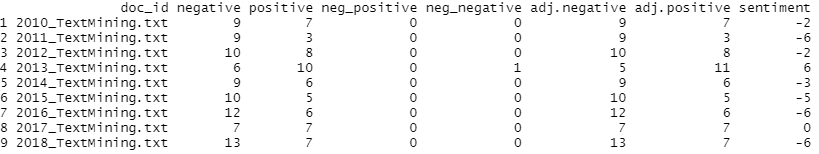 doc_id negative positive neg_positive neg_negative adj.negative adj.positive sentiment
1 2010_TextMining.txt 9 7 0 0 9 7 -2
2 2011_TextMining.txt 9 3 0 0 9 3 -6
3 2012_TextMining.txt 10 8 0 0 10 8 -2
4 2013_TextMining.txt 6 10 0 1 5 11 6
5 2014_TextMining.txt 9 6 0 0 9 6 -3
6 2015_TextMining.txt 10 5 0 0 10 5 -5
7 2016_TextMining.txt 12 6 0 0 12 6 -6
8 2017_TextMining.txt 7 7 0 0 7 7 0
9 2018_TextMining.txt 13 7 0 0 13 7 -6